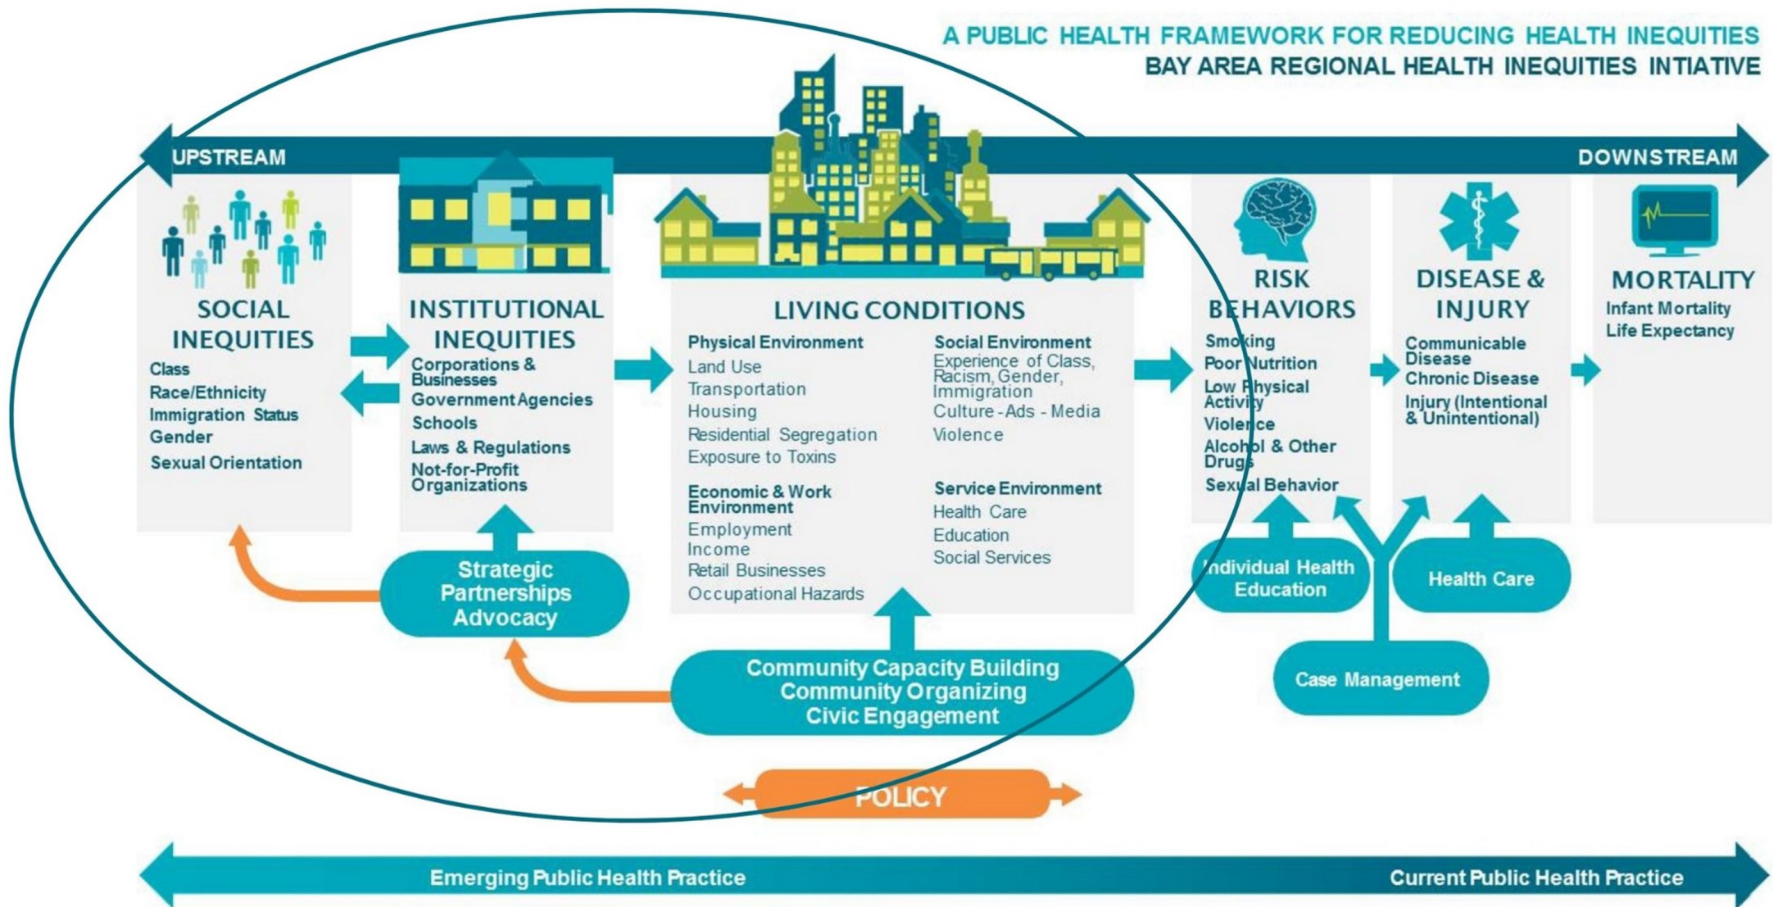 A PUBLIC HEALTH FRAMEWORK FOR REDUCING HEALTH INEQUITIES
BAY AREA REGIONAL HEALTH INEQUITIES INTIATIVE
UPSTREAM
DOWNSTREAM
SOCIAL
INEQUITIES
Class
Race/Ethnicity
Immigration Status
Gender
Sexual Orientation
INSTITUTIONAL
INEQUITIES
Corporations &
Businesses
Government Agencies
Schools
Laws & Regulations
Not-for-Profit
Organizations
LIVING CONDITIONS
Physical Environment
Land Use
Transportation
Housing
Residential Segregation
Exposure to Toxins
Economic & Work
Environment
Employment
Income
Retail Businesses
Occupational Hazards
Social Environment
Experience of Class,
Racism, Gender,
Immigration
Culture - Ads - Media
Violence
Service Environment
Health Care
Education
Social Services
RISK
BEHAVIORS
Smoking
Poor Nutrition
Low Physical
Activity
Violence
Alcohol & Other
Drugs
Sexual Behavior
DISEASE &
INJURY
Communicable
Disease
Chronic Disease
Injury (Intentional
& Unintentional)
MORTALITY
Infant Mortality
Life Expectancy
Strategic
Partnerships
Advocacy
Community Capacity Building
Community Organizing
Civic Engagement
Individual Health
Education
Health Care
Case Management
POLICY
Emerging Public Health Practice
Current Public Health Practice